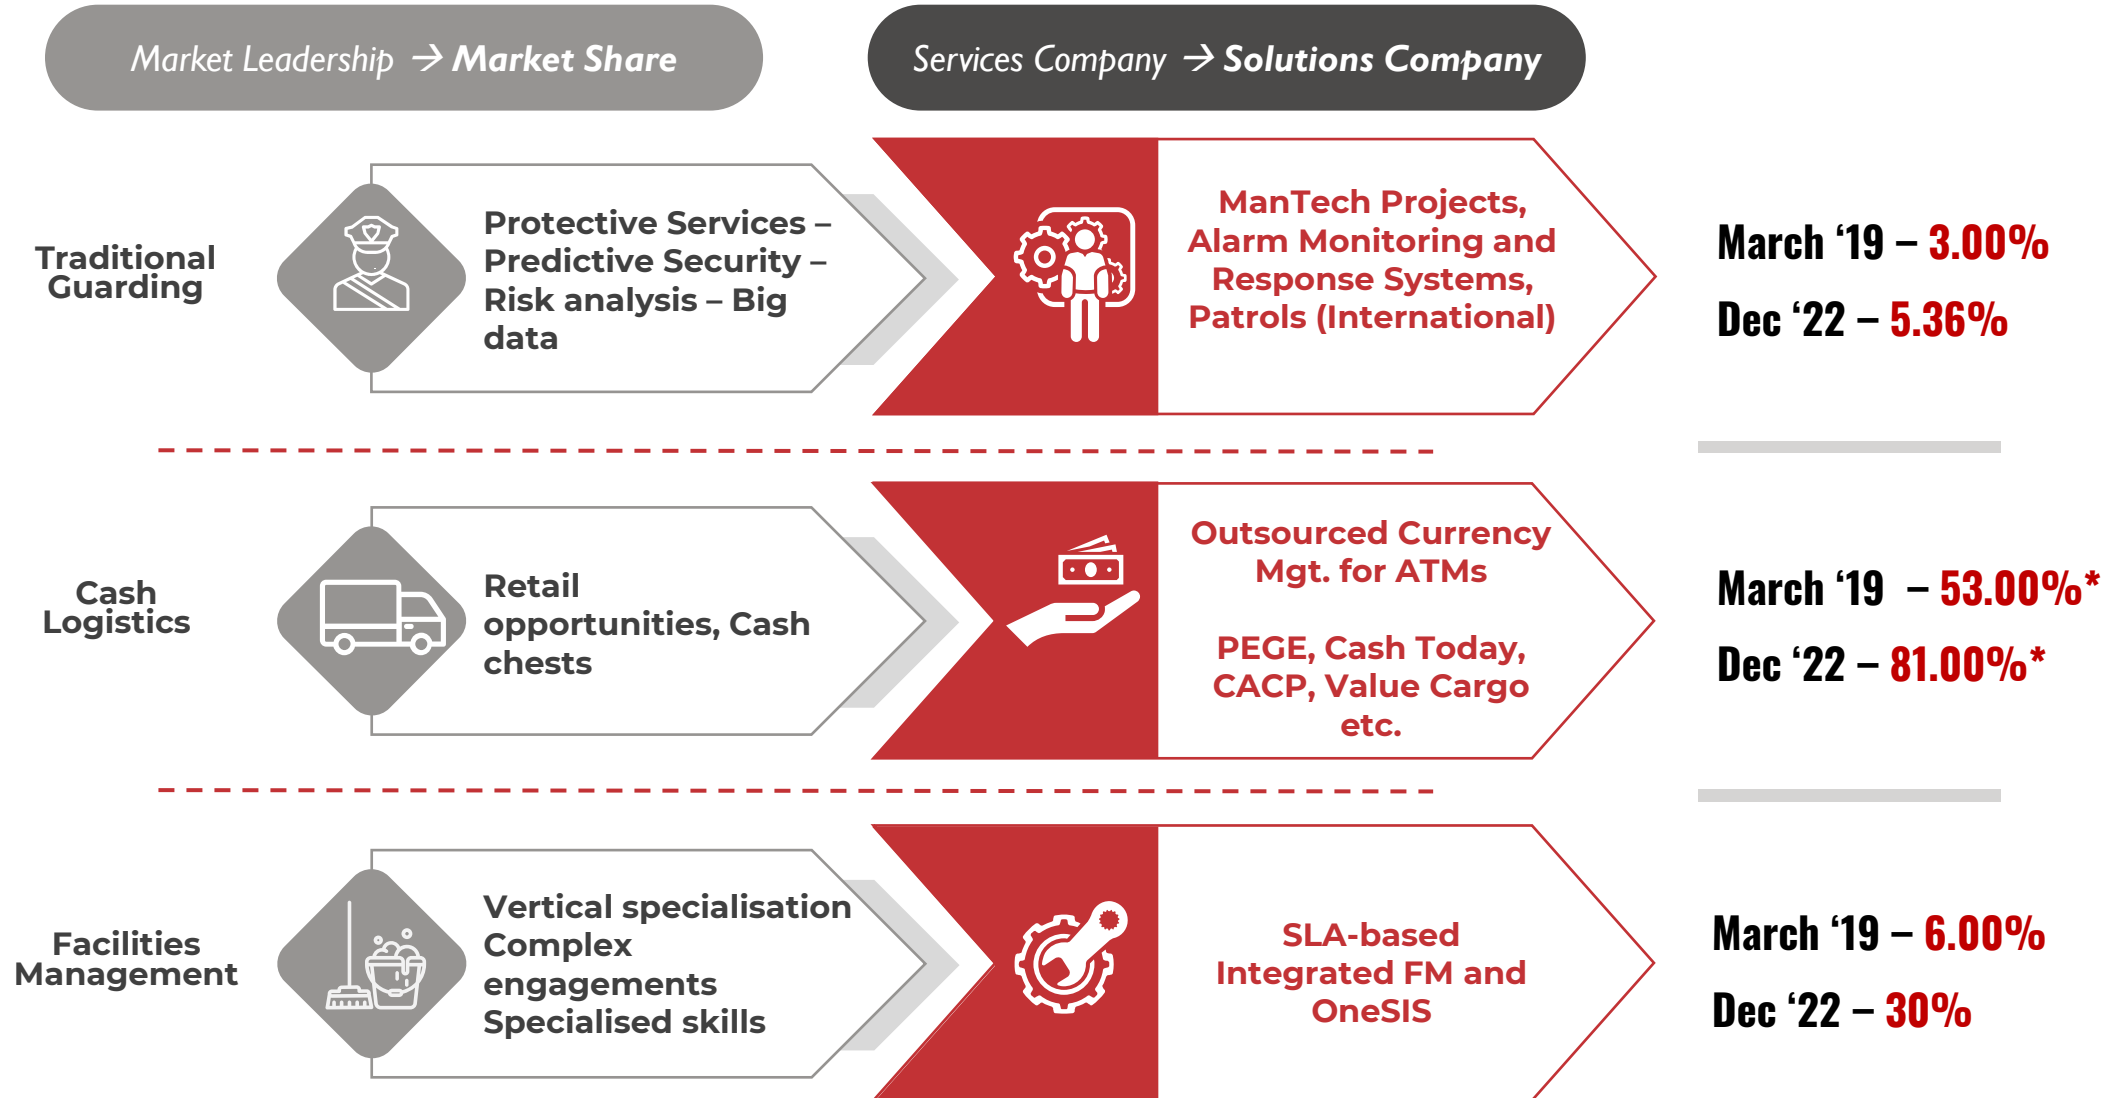 Market Leadership → Market Share
Services Company → Solutions Company
Traditional
Guarding
Protective Services –
Predictive Security –
Risk analysis – Big
data
ManTech Projects,
Alarm Monitoring and
Response Systems,
Patrols (International)
March ‘19 – 3.00%
Dec ‘22 – 5.36%
Cash
Logistics
Retail
opportunities, Cash
chests
Outsourced Currency
Mgt. for ATMs
PEGE, Cash Today,
CACP, Value Cargo
etc.
March ‘19 – 53.00%*
Dec ‘22 – 81.00%*
Facilities
Management
Vertical specialisation
Complex
engagements
Specialised skills
SLA-based
Integrated FM and
OneSIS
March ‘19 – 6.00%
Dec ‘22 – 30%